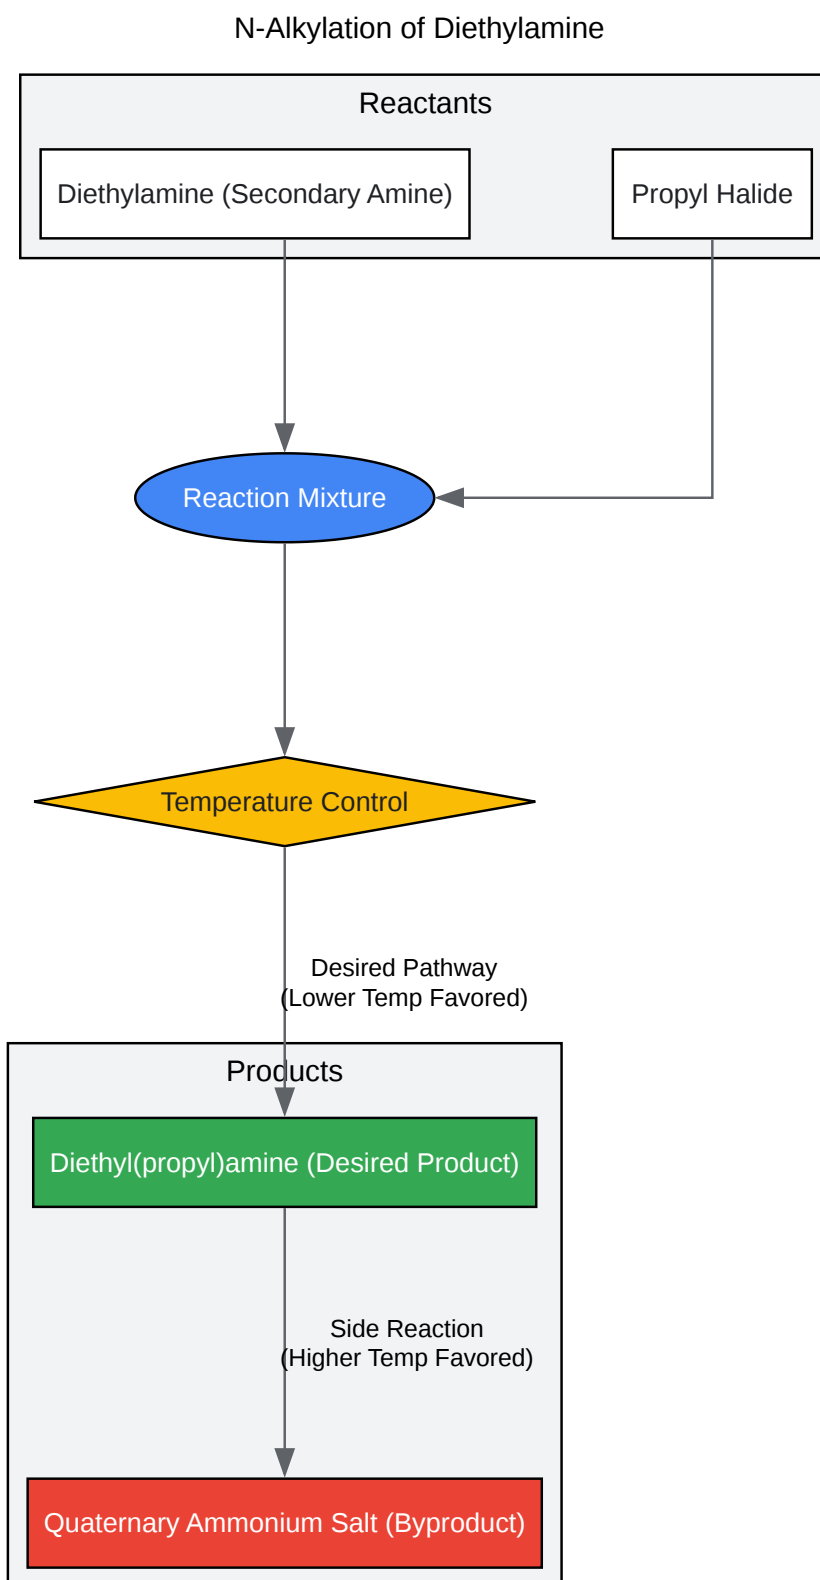 N-Alkylation of Diethylamine
Reactants
Diethylamine (Secondary Amine)
Propyl Halide
Reaction Mixture
Temperature Control
Desired Pathway
(Lower Temp Favored)
Products
Diethyl(propyl)amine (Desired Product)
Side Reaction
(Higher Temp Favored)
Quaternary Ammonium Salt (Byproduct)